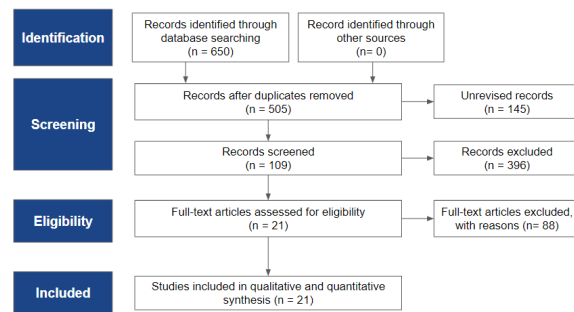 Identification
Records identified through
database searching
(n = 650)
Record identified through
other sources
(n= 0)
Screening
Records after duplicates removed
(n = 505)
Unrevised records
(n = 145)
Records screened
(n = 109)
Records excluded
(n = 396)
Eligibility
Full-text articles assessed for eligibility
(n = 21)
Full-text articles excluded,
with reasons (n= 88)
Included
Studies included in qualitative and quantitative
synthesis (n = 21)